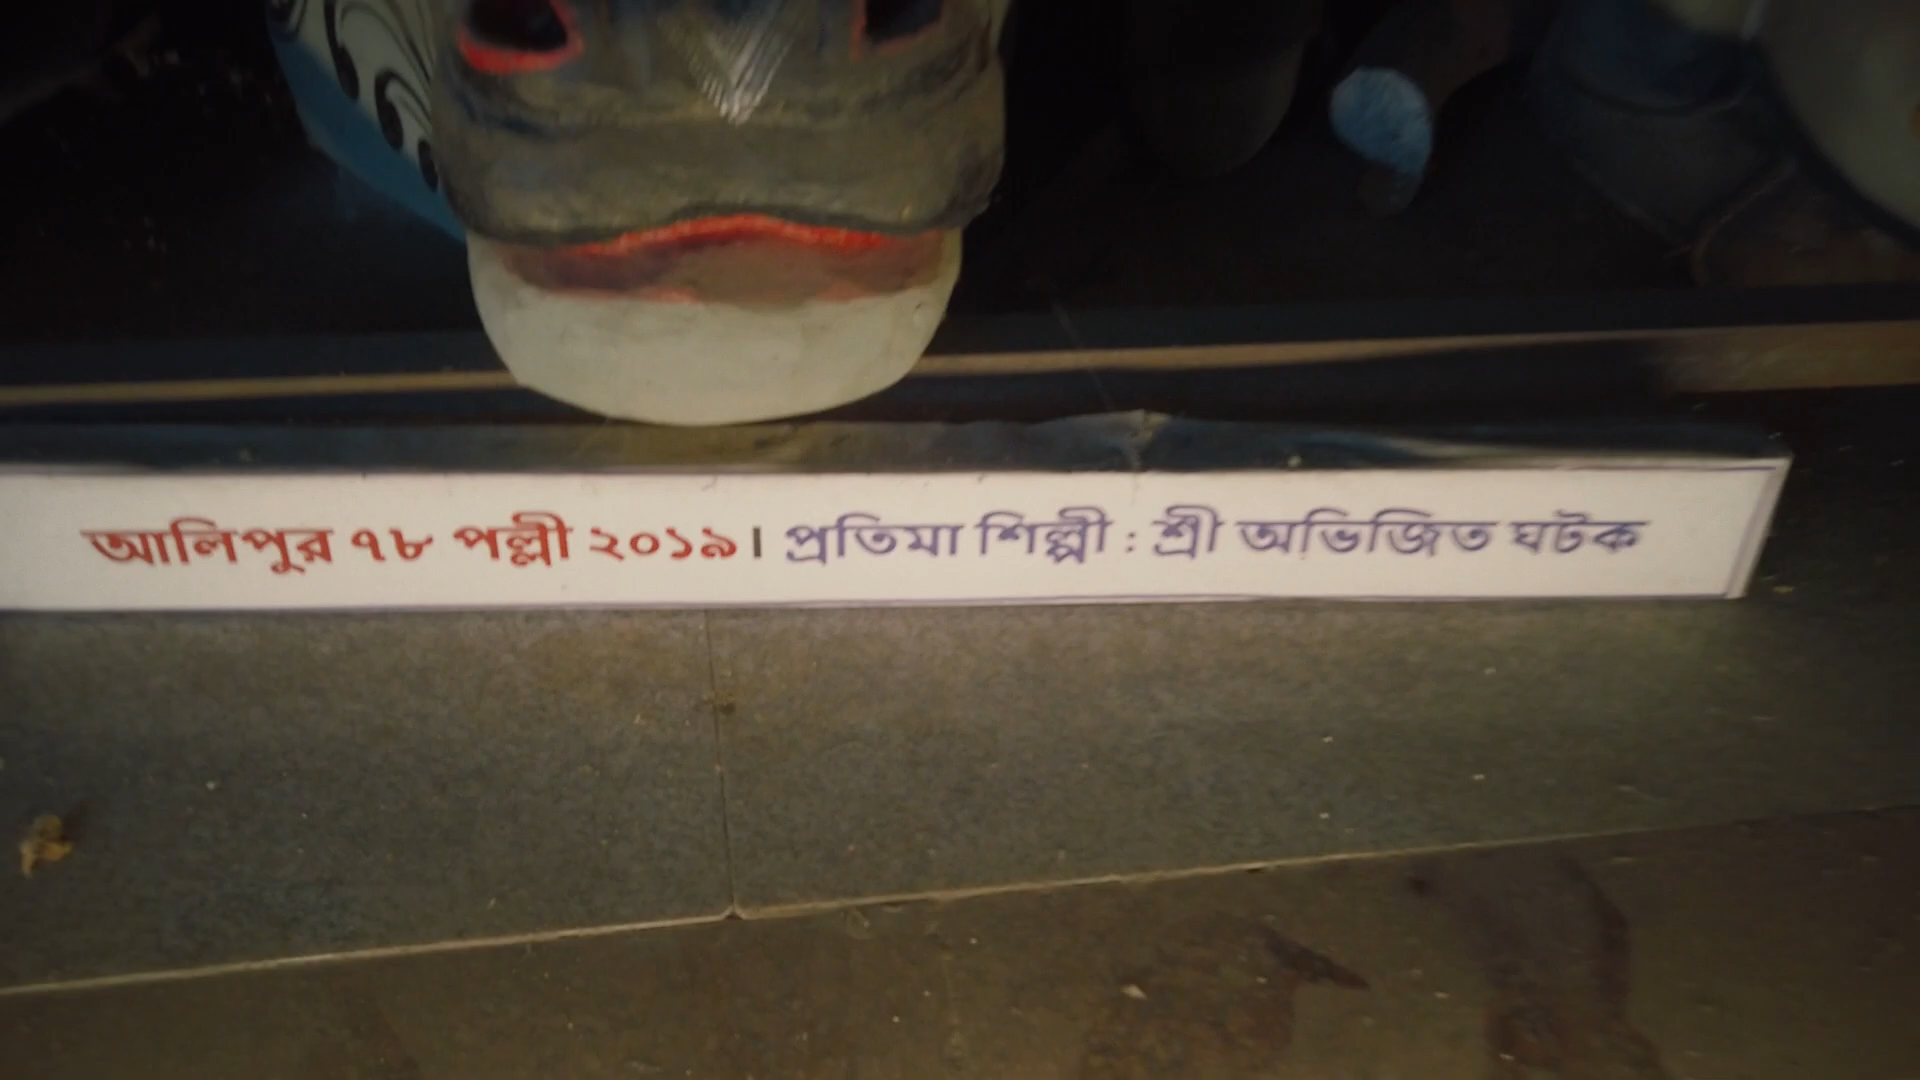 আলিপুর ৭৮ পল্লী ২০১৯। প্রতিমা শিল্পী : শ্রী অভিজিত ঘটক